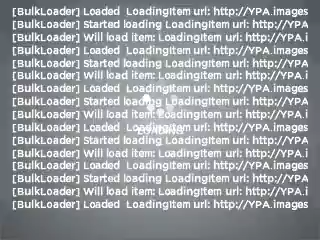 [BulkLoader] Loaded LoadingItem url: http://YPA.images
[BulkLoader] Started loading LoadingItem url: http://YPA
[BulkLoader] Will load item: LoadingItem url: http://YPA.i
[BulkLoader] Loaded LoadingItem url: http://YPA.images
[BulkLoader] Started loading LoadingItem url: http://YPA
[BulkLoader] Will load item: LoadingItem url: http://YPA.i
[BulkLoader] Loaded LoadingItem url: http://YPA.images
[BulkLoader] Started loading LoadingItem url: http://YPA
[BulkLoader] Will load item: LoadingItem url: http://YPA.i
[BulkLoader] Loaded LoadingItem url: http://YPA.images
LOADING
[BulkLoader] Started loading LoadingItem url: http://YPA
[BulkLoader] Will load item: LoadingItem url: http://YPA.i
[BulkLoader] Loaded LoadingItem url: http://YPA.images
[BulkLoader] Started loading LoadingItem url: http://YPA
[BulkLoader] Will load item: LoadingItem url: http://YPA.i
[BulkLoader] Loaded LoadingItem url: http://YPA.images